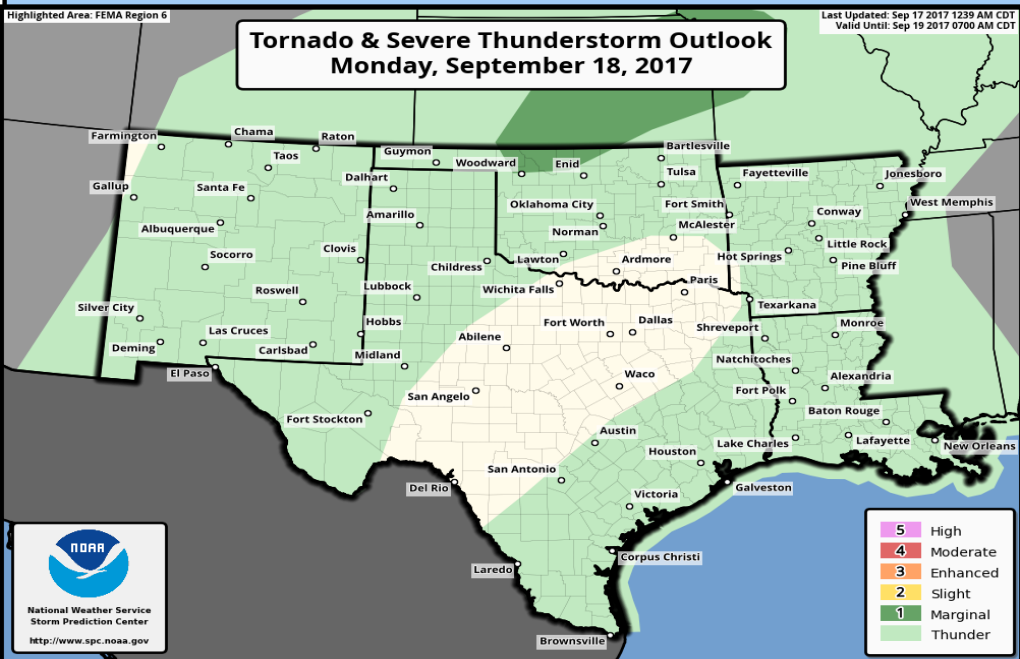 Highlighted Area: FEMA Region 6
Last Updated: Sep 17 2017 1239 AM CDT
Valid Until: Sep 19 2017 0700 AM CDT
Tornado & Severe Thunderstorm Outlook
Monday, September 18, 2017
Farmington
Chama
Raton
Taos
Guymon
Woodward
Enid
Bartlesville
Tulsa
Fayetteville
Jonesboro
Gallup
Santa Fe
Dalhart
Oklahoma City
Fort Smith
West Memphis
Albuquerque
Amarillo
Norman
McAlester
Conway
Little Rock
Socorro
Clovis
Childress
Lawton
Ardmore
Hot Springs
Pine Bluff
Roswell
Lubbock
Wichita Falls
Paris
Texarkana
Silver City
Las Cruces
Hobbs
Abilene
Fort Worth
Dallas
Shreveport
Monroe
Deming
Carlsbad
Midland
Natchitoches
El Paso
San Angelo
Waco
Fort Polk
Alexandria
Fort Stockton
Austin
Baton Rouge
Houston
Lake Charles
Lafayette
New Orleans
Del Rio
San Antonio
Victoria
Galveston
Laredo
Corpus Christi
Brownsville
NOAA
National Weather Service
Storm Prediction Center
http://www.spc.noaa.gov
5 High
4 Moderate
3 Enhanced
2 Slight
1 Marginal
Thunder